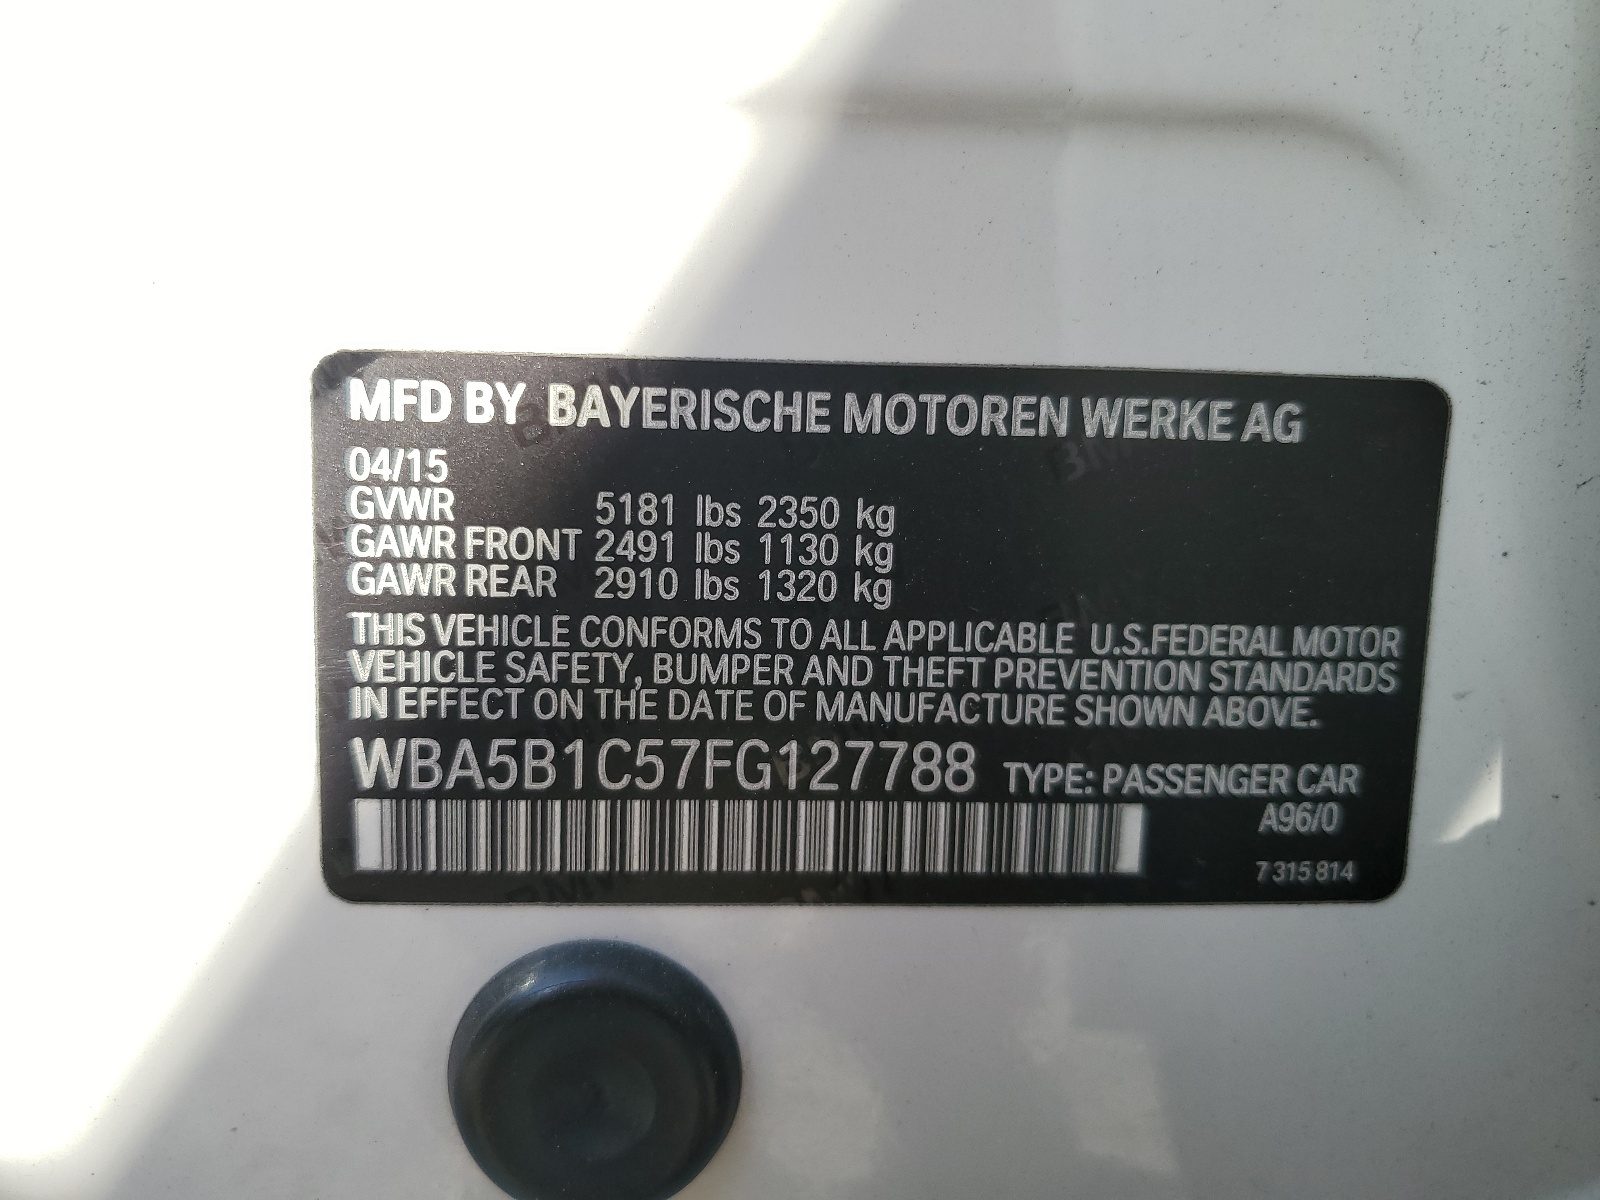 MFD BY BAYERISCHE MOTOREN WERKE AG
04/15
GVWR 5181 lbs 2350 kg
GAWR FRONT 2491 lbs 1130 kg
GAWR REAR 2910 lbs 1320 kg
THIS VEHICLE CONFORMS TO ALL APPLICABLE U.S.FEDERAL MOTOR
VEHICLE SAFETY, BUMPER AND THEFT PREVENTION STANDARDS
IN EFFECT ON THE DATE OF MANUFACTURE SHOWN ABOVE.
WBA5B1C57FG127788 TYPE: PASSENGER CAR
A96/0
7 315 814